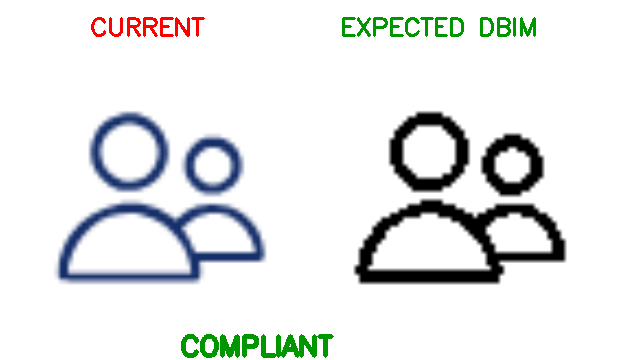 CURRENT
EXPECTED DBIM
COMPLIANT